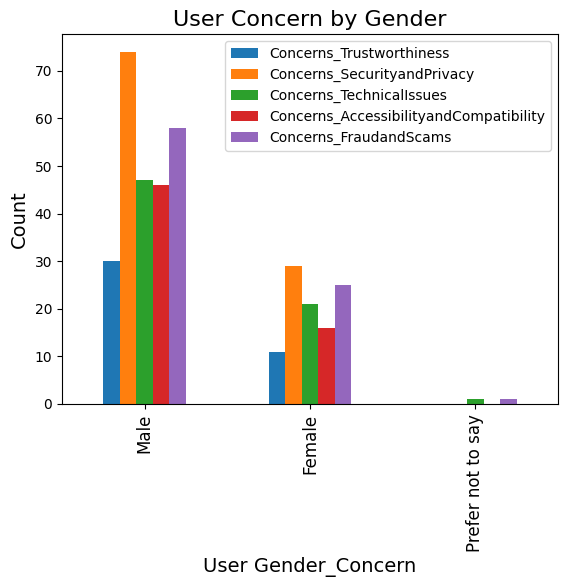 User Concern by Gender
Concerns_Trustworthiness
Concerns_SecurityandPrivacy
Concerns_TechnicalIssues
Concerns_AccessibilityandCompatibility
Concerns_FraudandScams
Count
70
60
50
40
30
20
10
0
Male
Female
Prefer not to say
User Gender_Concern